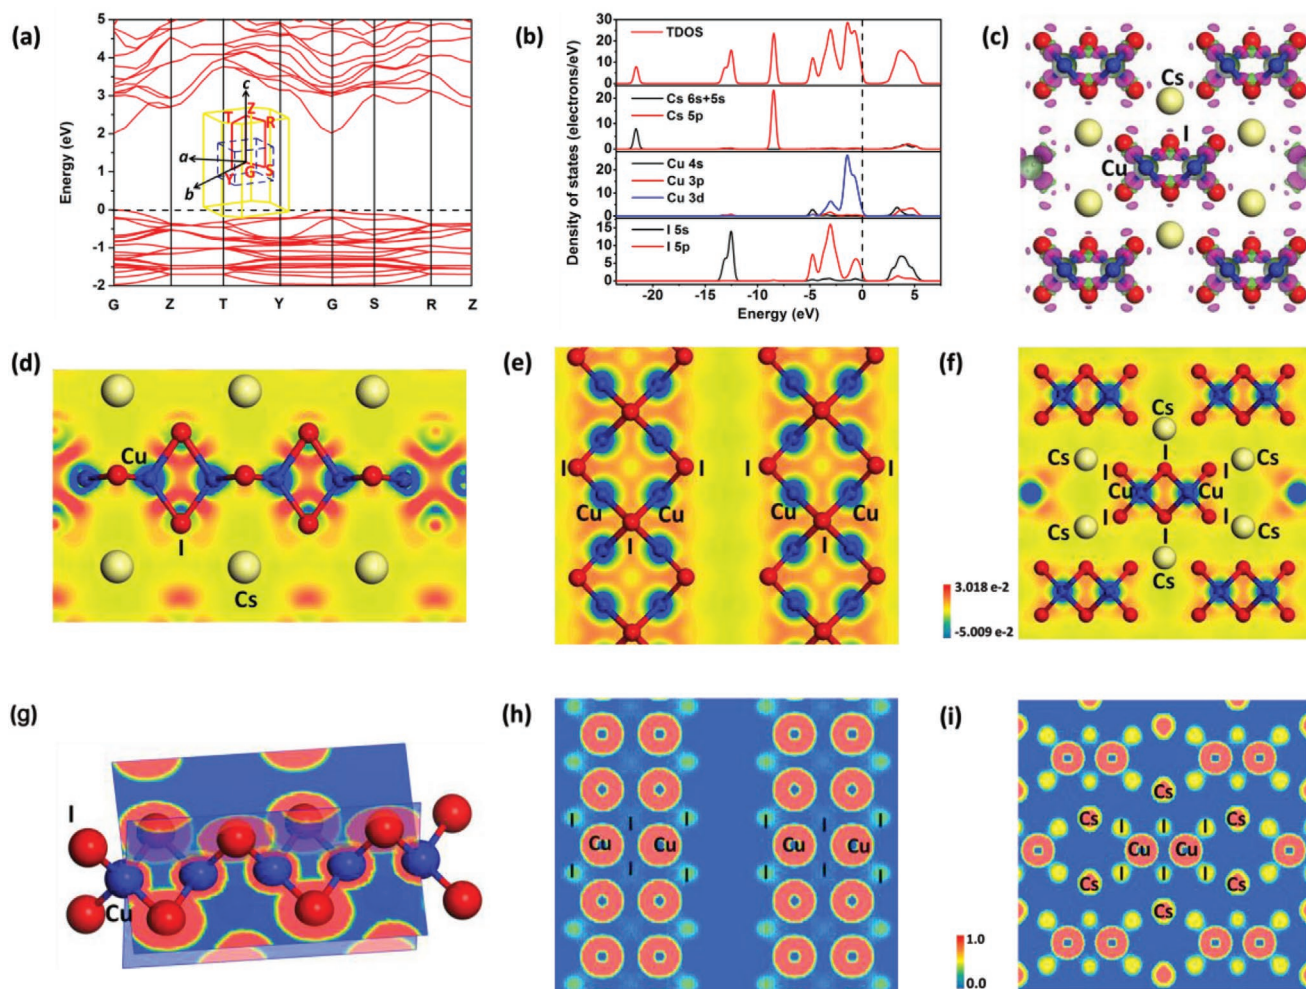 (a)
5
4
3
2
1
0
-1
-2
Energy (eV)
c
Z
T
R
a
Y
G
S
b
G Z T Y G S R Z
(b)
Density of states (electrons/eV)
30
20
10
0
TDOS
20
10
0
Cs 6s+5s
Cs 5p
20
10
0
Cu 4s
Cu 3p
Cu 3d
15
10
5
0
I 5s
I 5p
-20 -15 -10 -5 0 5
Energy (eV)
(c)
Cs
I
Cu
(d)
Cu
I
Cs
(e)
I I I I
Cu Cu Cu Cu
I I
(f)
Cs
Cs I Cs
I I
Cu Cu
I I
Cs I Cs
Cs
3.018 e-2
-5.009 e-2
(g)
I
Cu
(h)
I I I I I I
Cu Cu Cu Cu
I I I I I I
(i)
Cs
Cs I I I Cs
Cu Cu
Cs I I I Cs
Cs
1.0
0.0